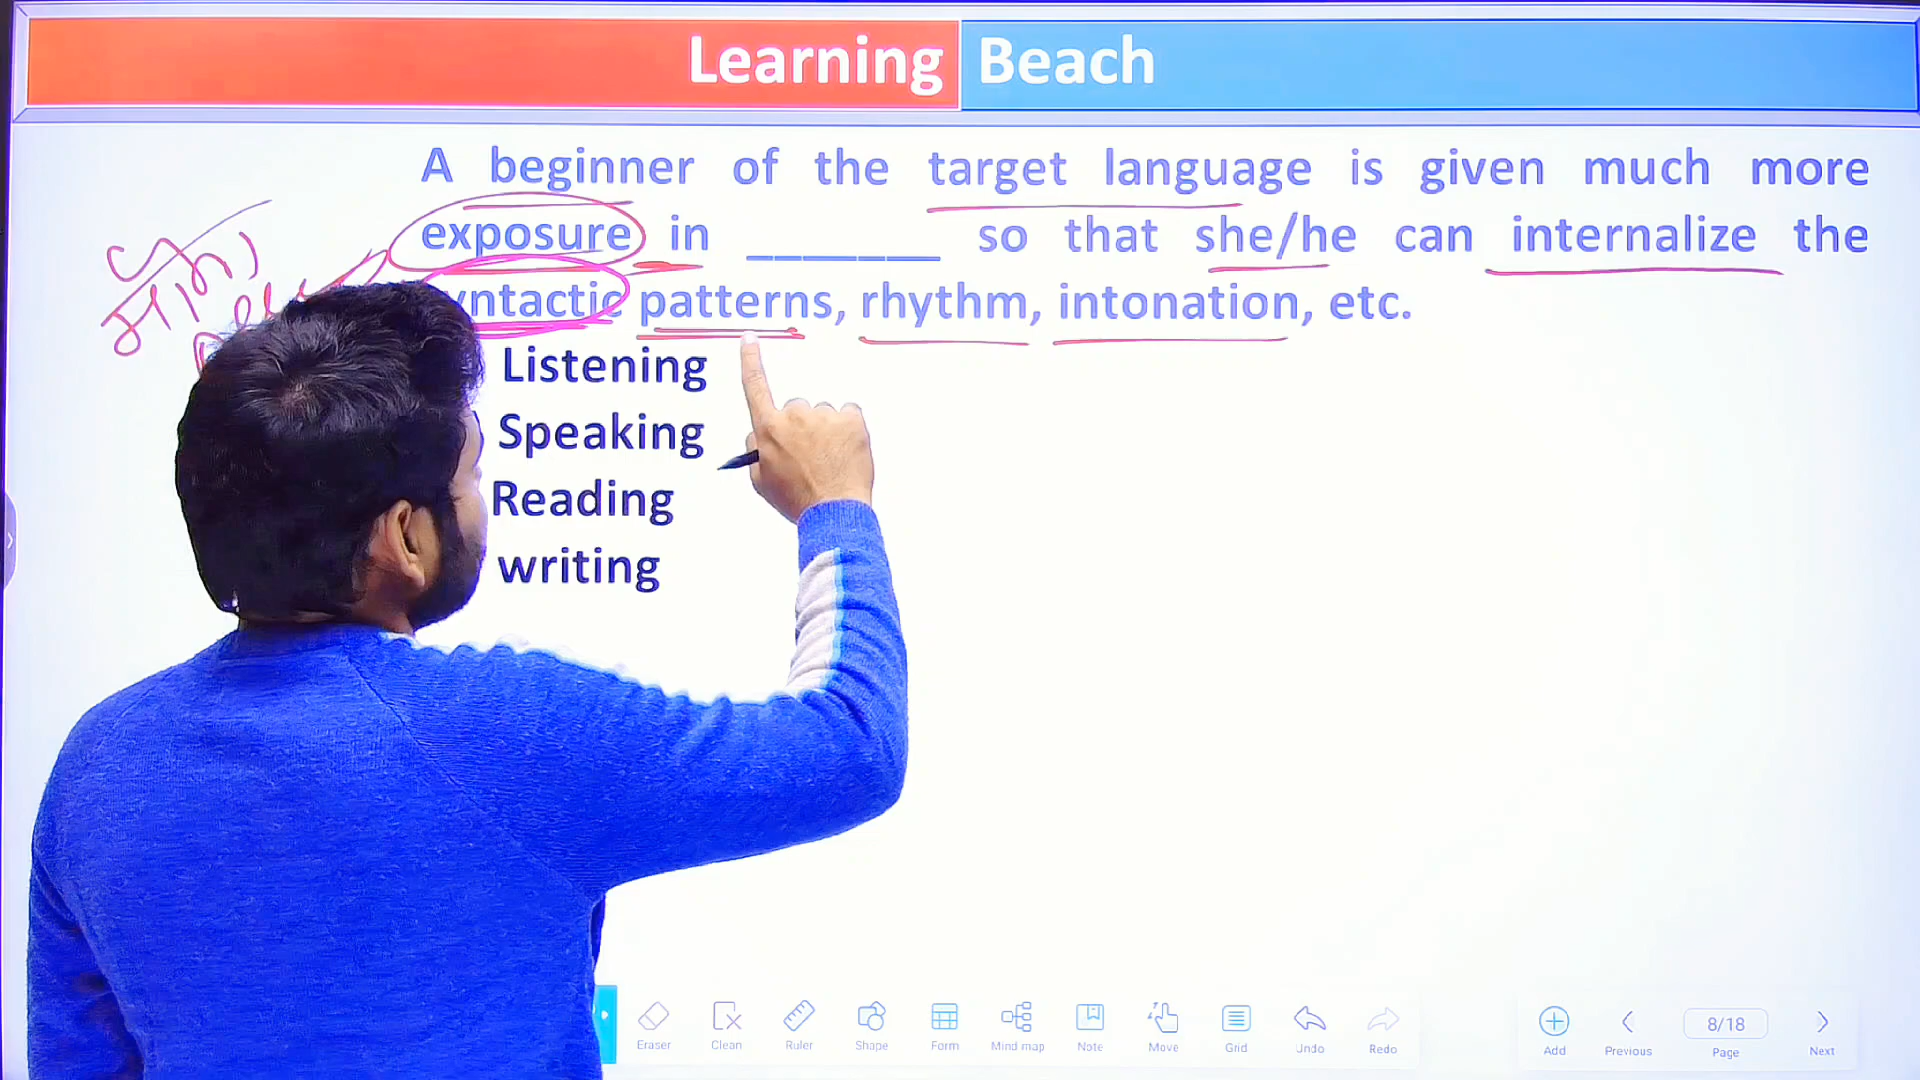 Learning Beach
A beginner of the target language is given much more
exposure in _______ so that she/he can internalize the
yntactic patterns, rhythm, intonation, etc.
Listening
Speaking
Reading
writing
Eraser Clean Ruler Shape Form Mind map Note Move Grid Undo Redo Add Previous 8/18 Page Next